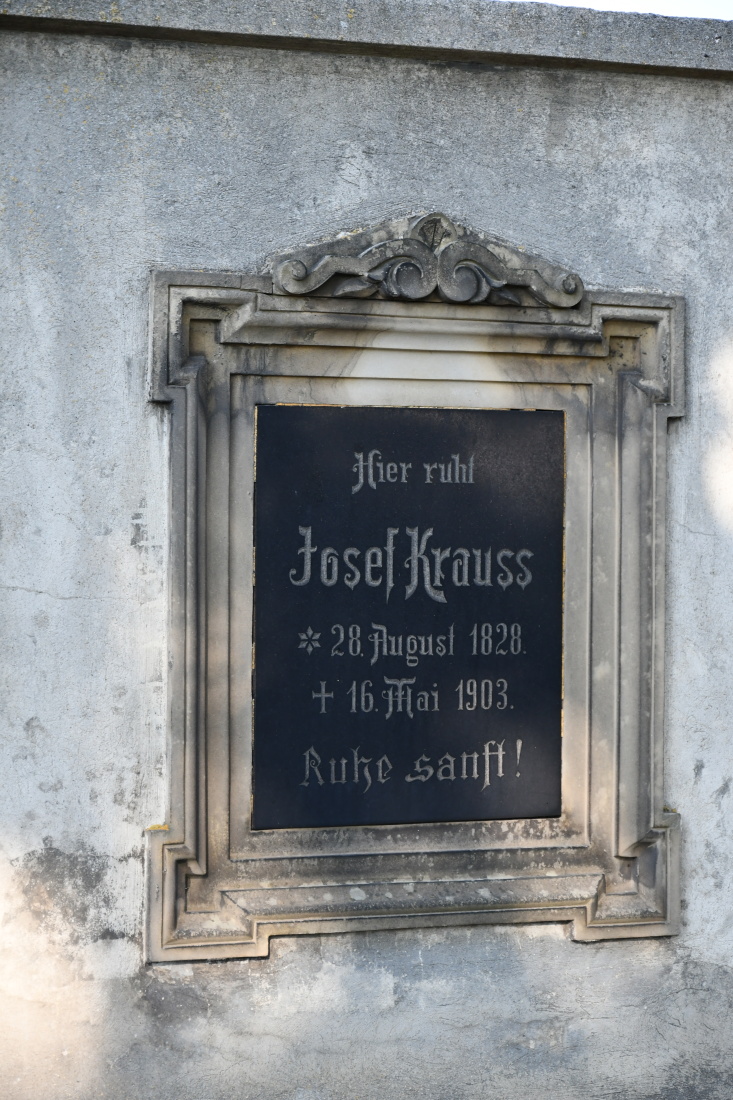 Hier ruht
Josef Krauss
* 28. August 1828.
† 16. Mai 1903.
Ruhe sanft!